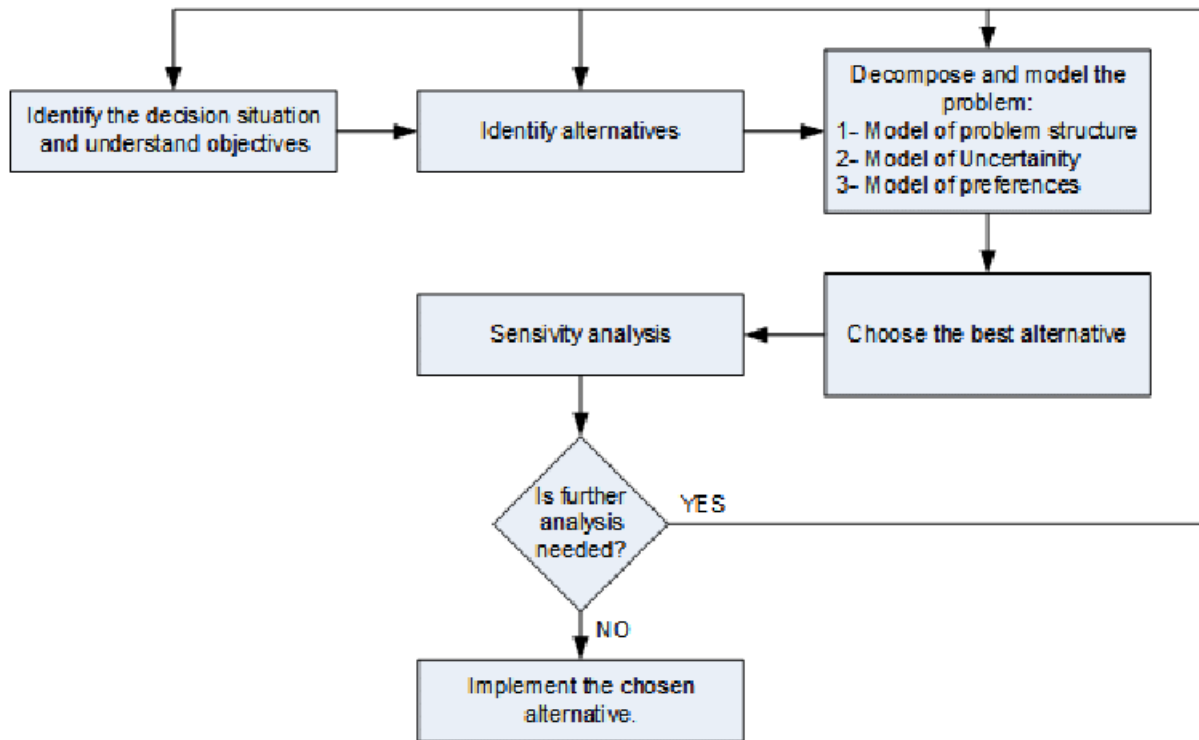 Identify the decision situation
and understand objectives
Identify alternatives
Decompose and model the
problem:
1- Model of problem structure
2- Model of Uncertainity
3- Model of preferences
Choose the best alternative
Sensivity analysis
Is further
analysis
needed?
YES
NO
Implement the chosen
alternative.